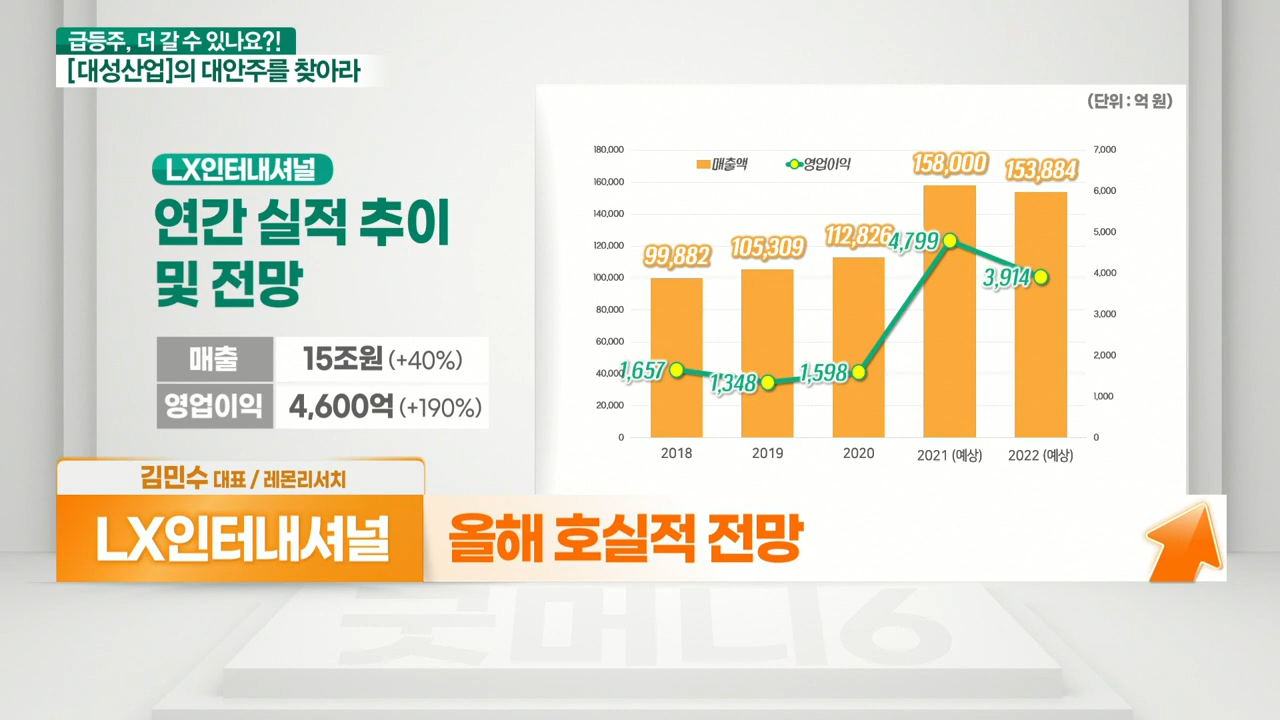 급등주, 더 갈 수 있나요?!
[대성산업]의 대안주를 찾아라
LX인터내셔널
연간 실적 추이
및 전망
매출 15조원 (+40%)
영업이익 4,600억 (+190%)
(단위 : 억 원)
매출액 영업이익
180,000
160,000
140,000
120,000
100,000
80,000
60,000
40,000
20,000
0
7,000
6,000
5,000
4,000
3,000
2,000
1,000
0
99,882
105,309
112,826
158,000
153,884
1,657
1,348
1,598
4,799
3,914
2018 2019 2020 2021 (예상) 2022 (예상)
김민수 대표 / 레몬리서치
LX인터내셔널
올해 호실적 전망
굿머니6